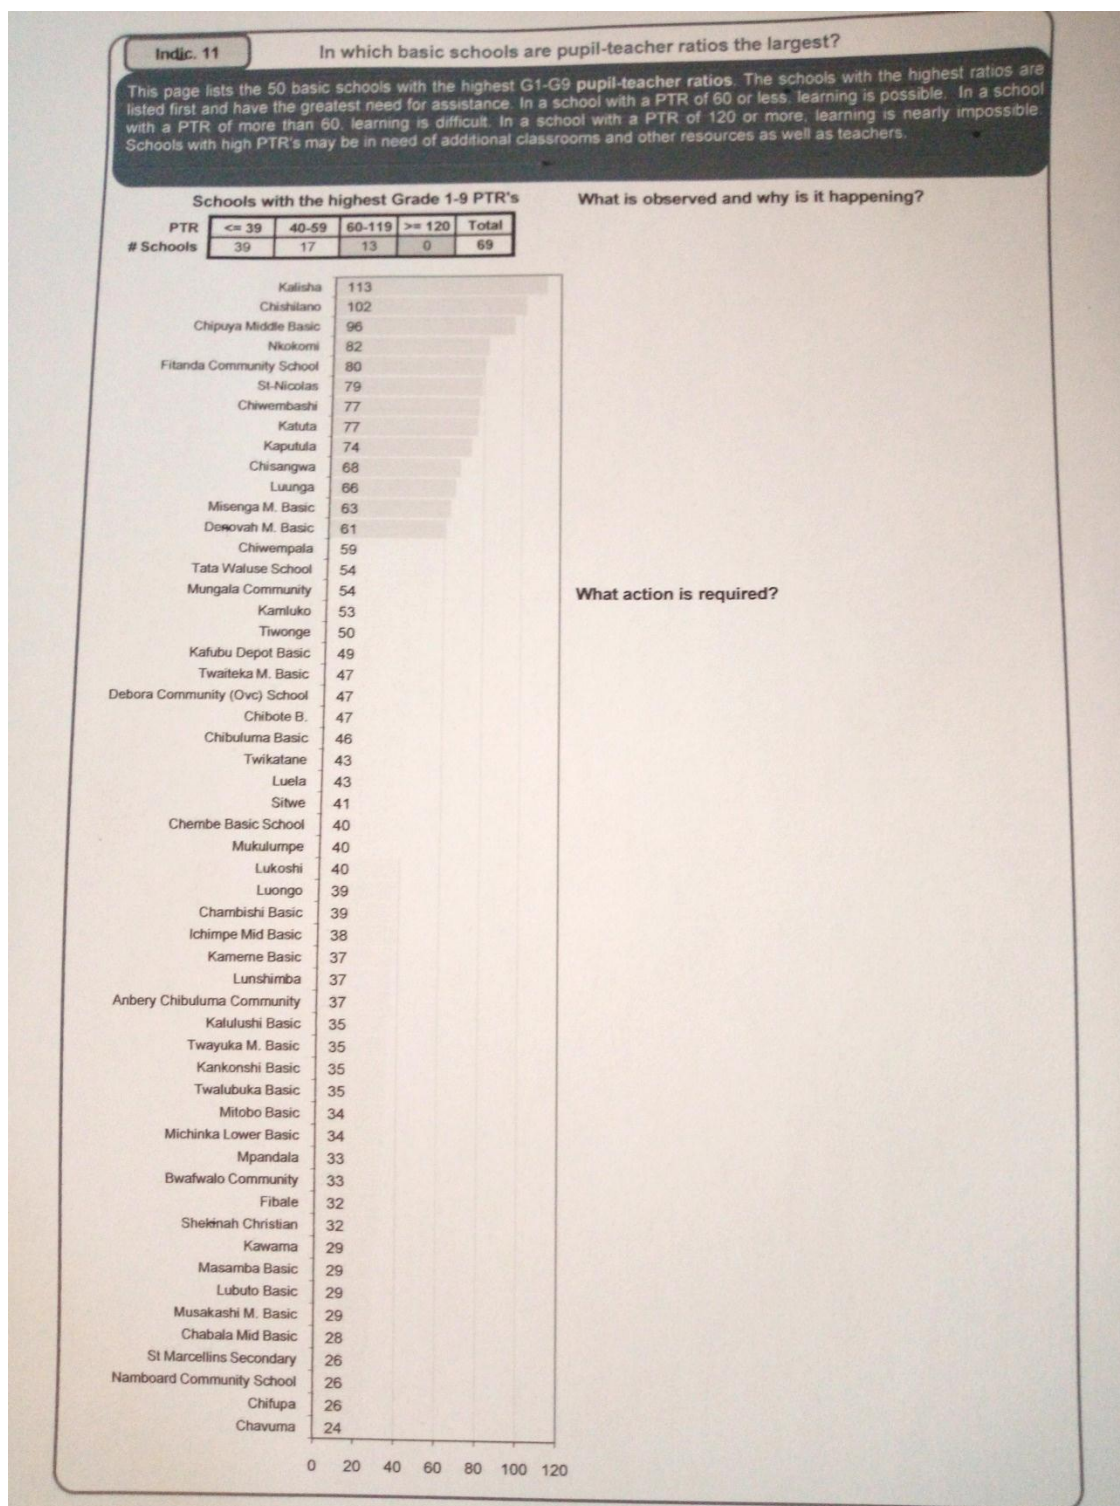 Indic. 11
In which basic schools are pupil-teacher ratios the largest?
This page lists the 50 basic schools with the highest G1-G9 pupil-teacher ratios. The schools with the highest ratios are
listed first and have the greatest need for assistance. In a school with a PTR of 60 or less, learning is possible. In a school
with a PTR of more than 60, learning is difficult. In a school with a PTR of 120 or more, learning is nearly impossible.
Schools with high PTR's may be in need of additional classrooms and other resources as well as teachers.
Schools with the highest Grade 1-9 PTR's
What is observed and why is it happening?
PTR <= 39 40-59 60-119 >= 120 Total
# Schools 39 17 13 0 69
Kalisha 113
Chishilano 102
Chipuya Middle Basic 96
Nkokomi 82
Fitanda Community School 80
St-Nicolas 79
Chiwembashi 77
Katuta 77
Kaputula 74
Chisangwa 68
Luunga 66
Misenga M. Basic 63
Denovah M. Basic 61
Chiwempala 59
Tata Waluse School 54
Mungala Community 54
What action is required?
Kamluko 53
Tiwonge 50
Kafubu Depot Basic 49
Twaiteka M. Basic 47
Debora Community (Ovc) School 47
Chibote B. 47
Chibuluma Basic 46
Twikatane 43
Luela 43
Sitwe 41
Chembe Basic School 40
Mukulumpe 40
Lukoshi 40
Luongo 39
Chambishi Basic 39
Ichimpe Mid Basic 38
Kameme Basic 37
Lunshimba 37
Anbery Chibuluma Community 37
Kalulushi Basic 35
Twayuka M. Basic 35
Kankonshi Basic 35
Twalubuka Basic 35
Mitobo Basic 34
Michinka Lower Basic 34
Mpandala 33
Bwafwalo Community 33
Fibale 32
Shekinah Christian 32
Kawama 29
Masamba Basic 29
Lubuto Basic 29
Musakashi M. Basic 29
Chabala Mid Basic 28
St Marcellins Secondary 26
Namboard Community School 26
Chifupa 26
Chavuma 24
0 20 40 60 80 100 120